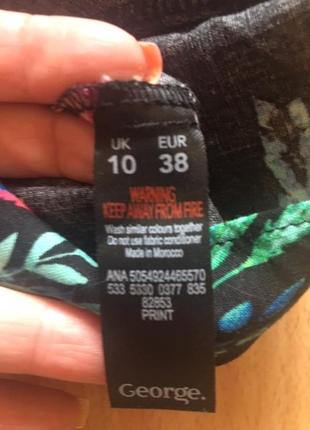 UK EUR
10 38
WARNING
KEEP AWAY FROM FIRE
Wash similar colours together
Do not use fabric conditioner
Made in Morocco
ANA 5054924465570
533 5330 0377 835
82853
PRINT
George.